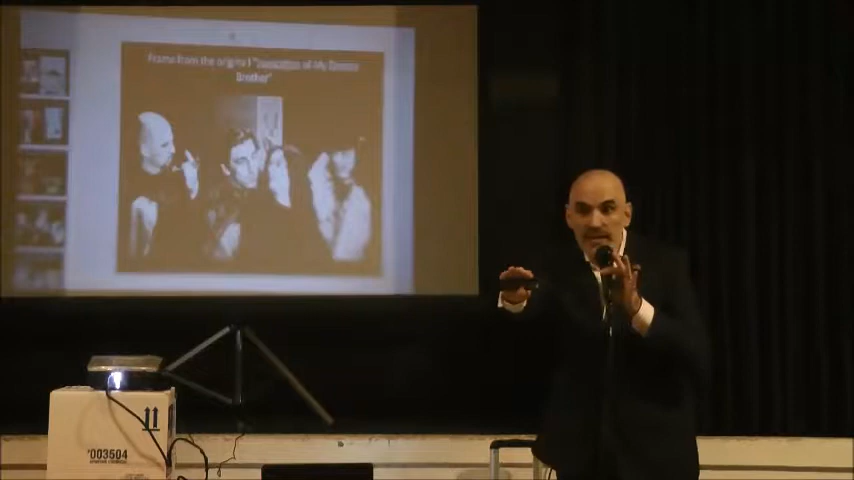 Frame from the original "Invocation of My Demon
Brother"
*003504